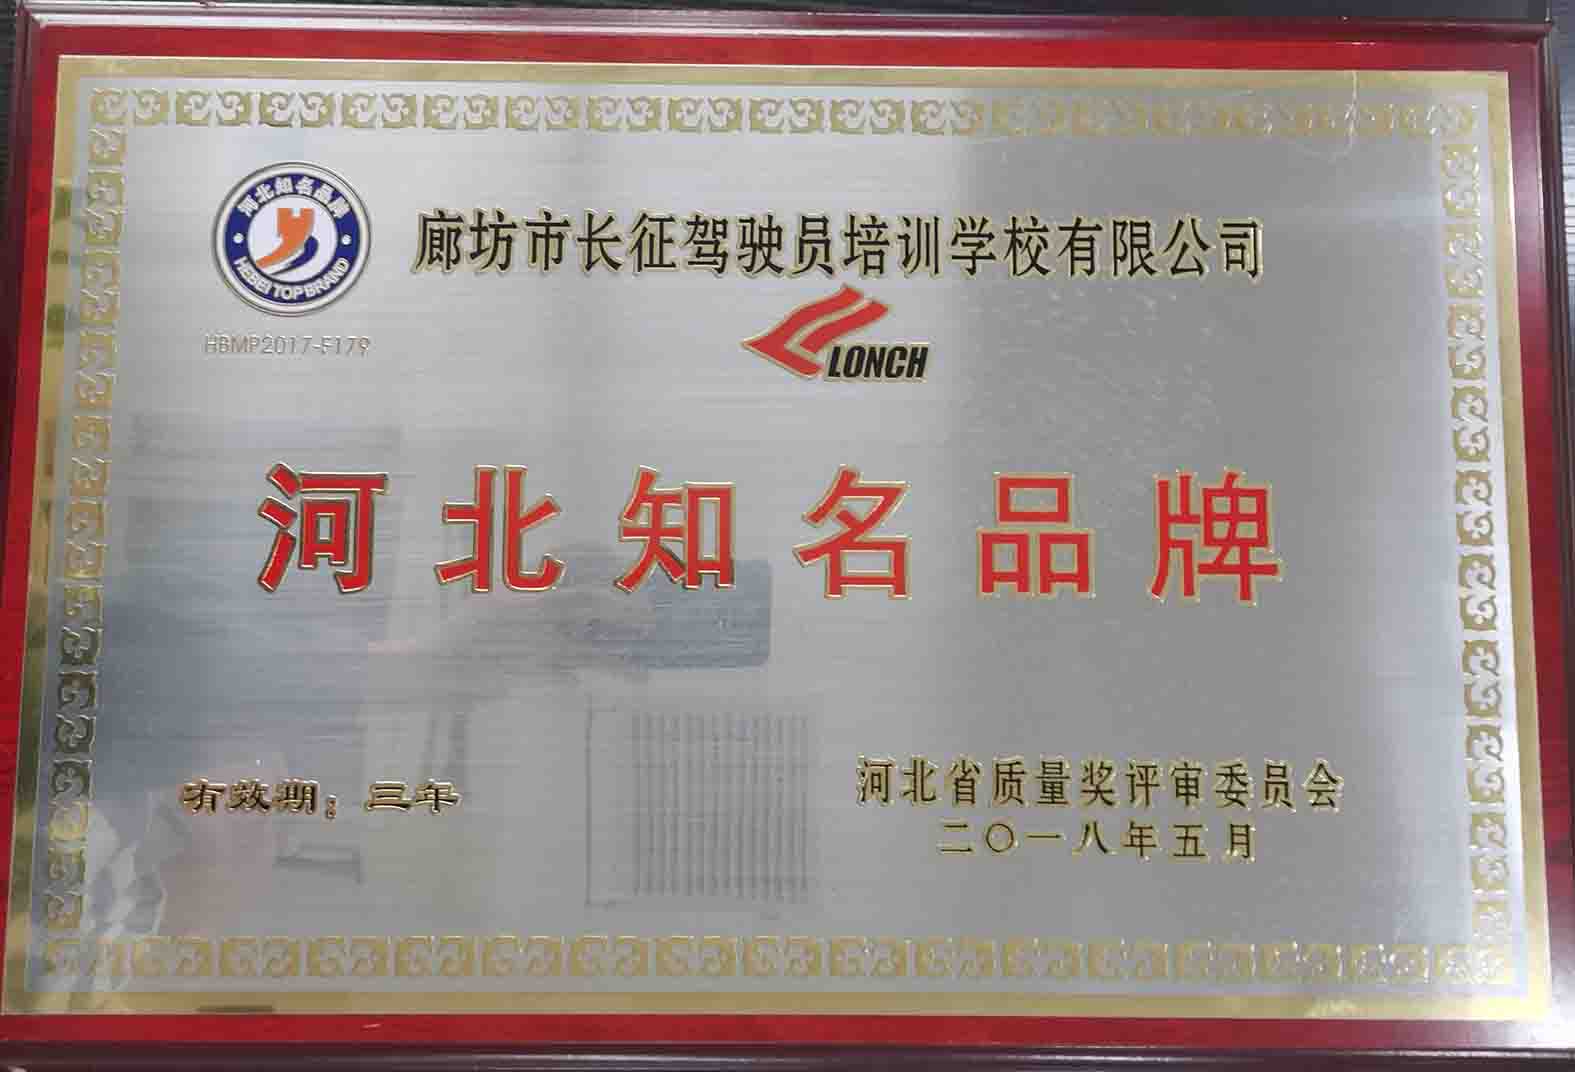 河北知名品牌
HEBEI TOP BRAND
HBMP2017-F179
廊坊市长征驾驶员培训学校有限公司
LONCH
河北知名品牌
有效期：三年
河北省质量奖评审委员会
二〇一八年五月